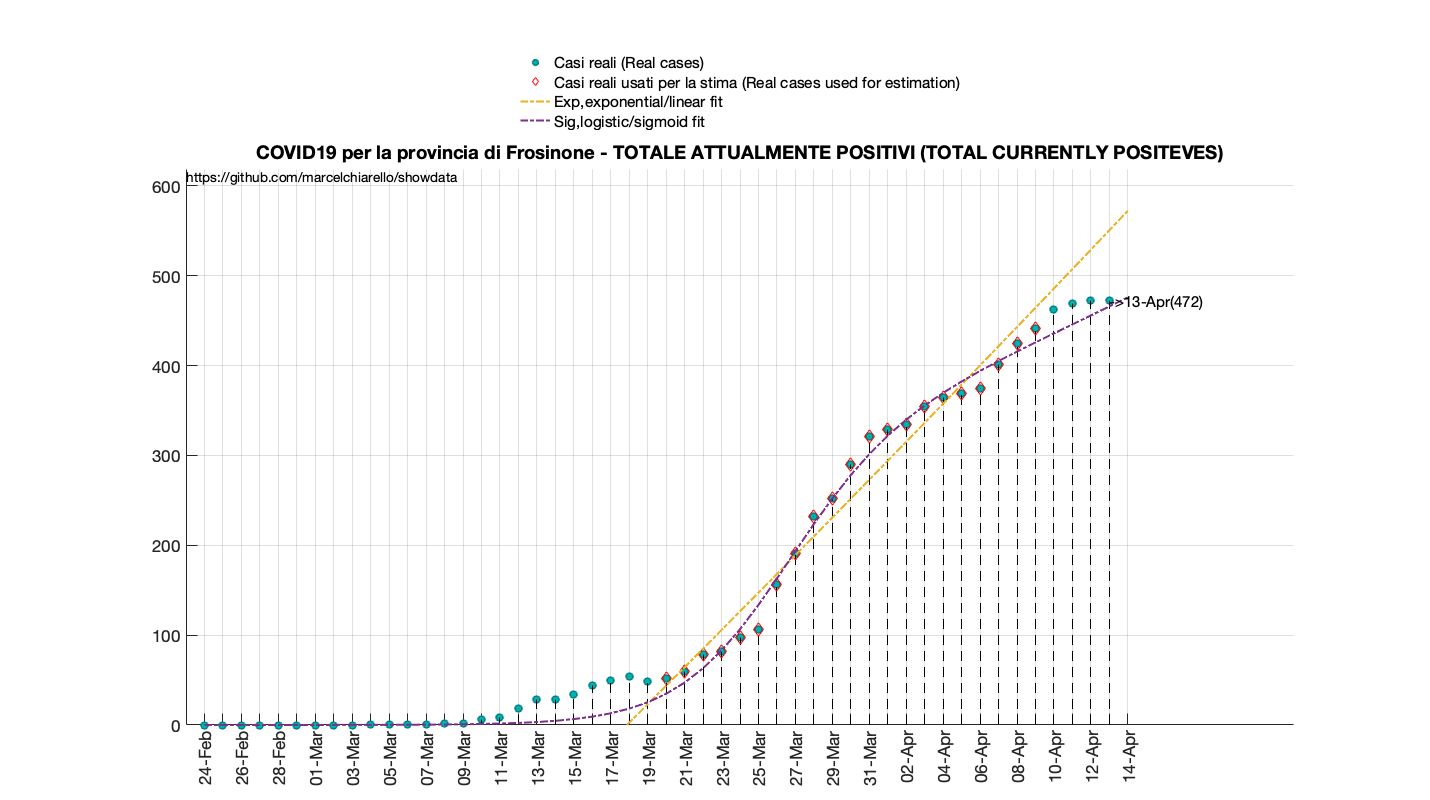 Casi reali (Real cases)
Casi reali usati per la stima (Real cases used for estimation)
Exp,exponential/linear fit
Sig,logistic/sigmoid fit
COVID19 per la provincia di Frosinone - TOTALE ATTUALMENTE POSITIVI (TOTAL CURRENTLY POSITEVES)
https://github.com/marcelchiarello/showdata
600
500
400
300
200
100
0
13-Apr(472)
24-Feb
26-Feb
28-Feb
01-Mar
03-Mar
05-Mar
07-Mar
09-Mar
11-Mar
13-Mar
15-Mar
17-Mar
19-Mar
21-Mar
23-Mar
25-Mar
27-Mar
29-Mar
31-Mar
02-Apr
04-Apr
06-Apr
08-Apr
10-Apr
12-Apr
14-Apr